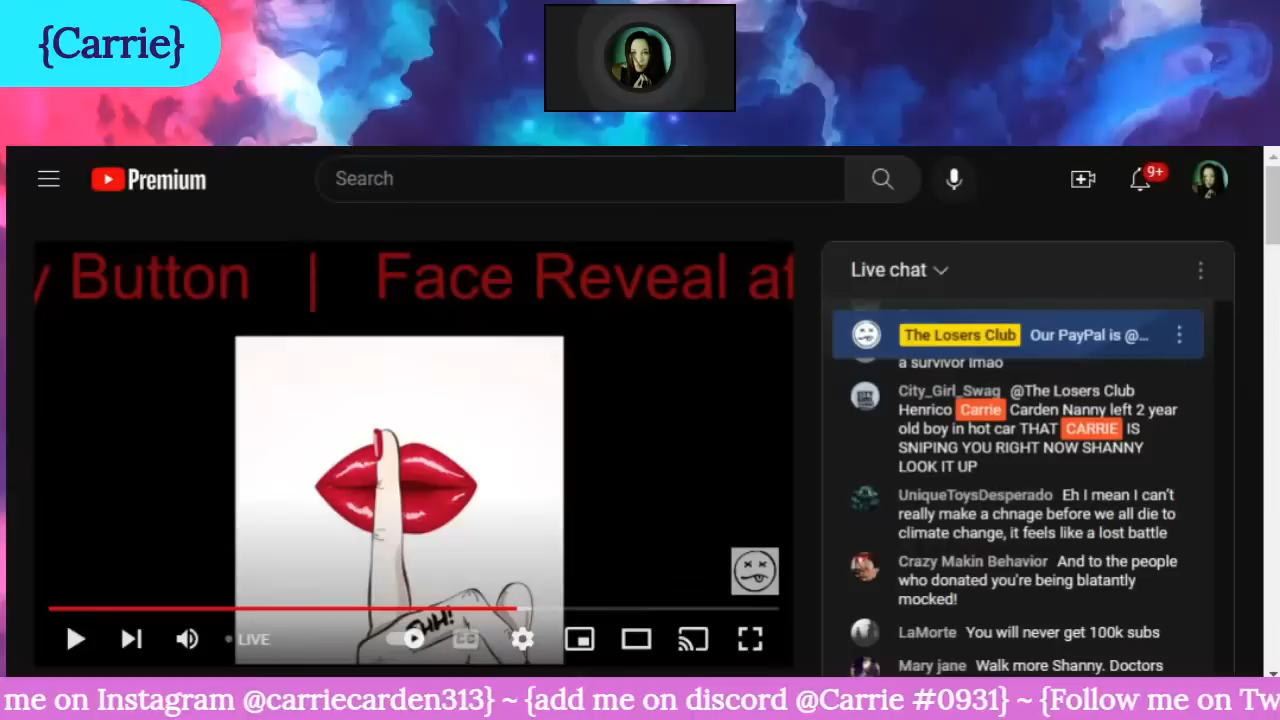 {Carrie}
Premium
Search
9+
y Button | Face Reveal af
SHH!
LIVE
Live chat
The Losers Club Our PayPal is @...
a survivor lmao
City_Girl_Swag @The Losers Club
Henrico Carrie Carden Nanny left 2 year
old boy in hot car THAT CARRIE IS
SNIPING YOU RIGHT NOW SHANNY
LOOK IT UP
UniqueToysDesperado Eh I mean I can't
really make a chnage before we all die to
climate change, it feels like a lost battle
Crazy Makin Behavior And to the people
who donated you're being blatantly
mocked!
LaMorte You will never get 100k subs
Mary jane Walk more Shanny. Doctors
me on Instagram @carriecarden313} ~ {add me on discord @Carrie #0931} ~ {Follow me on Tw